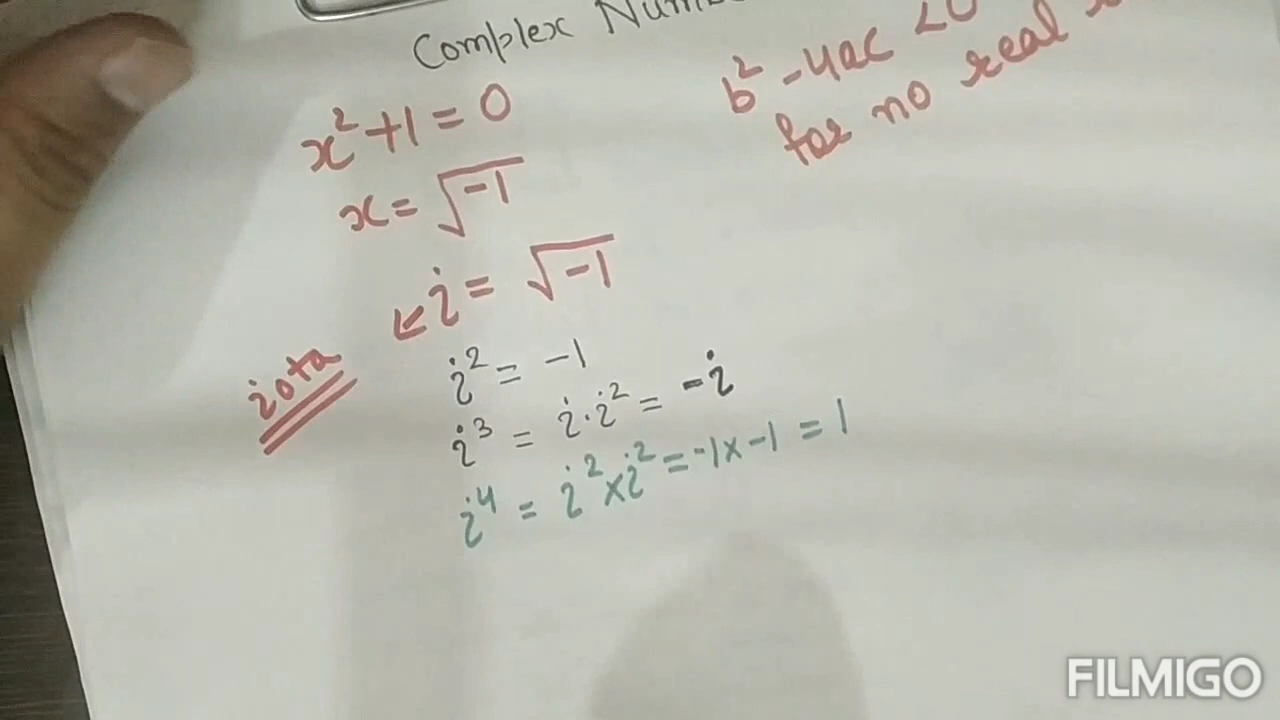 Complex
x² + 1 = 0
x = √-1
i = √-1
iota
i² = -1
i³ = i · i² = -i
i⁴ = i² × i² = -1 × -1 = 1
b² - 4ac < 0
for no real
FILMIGO